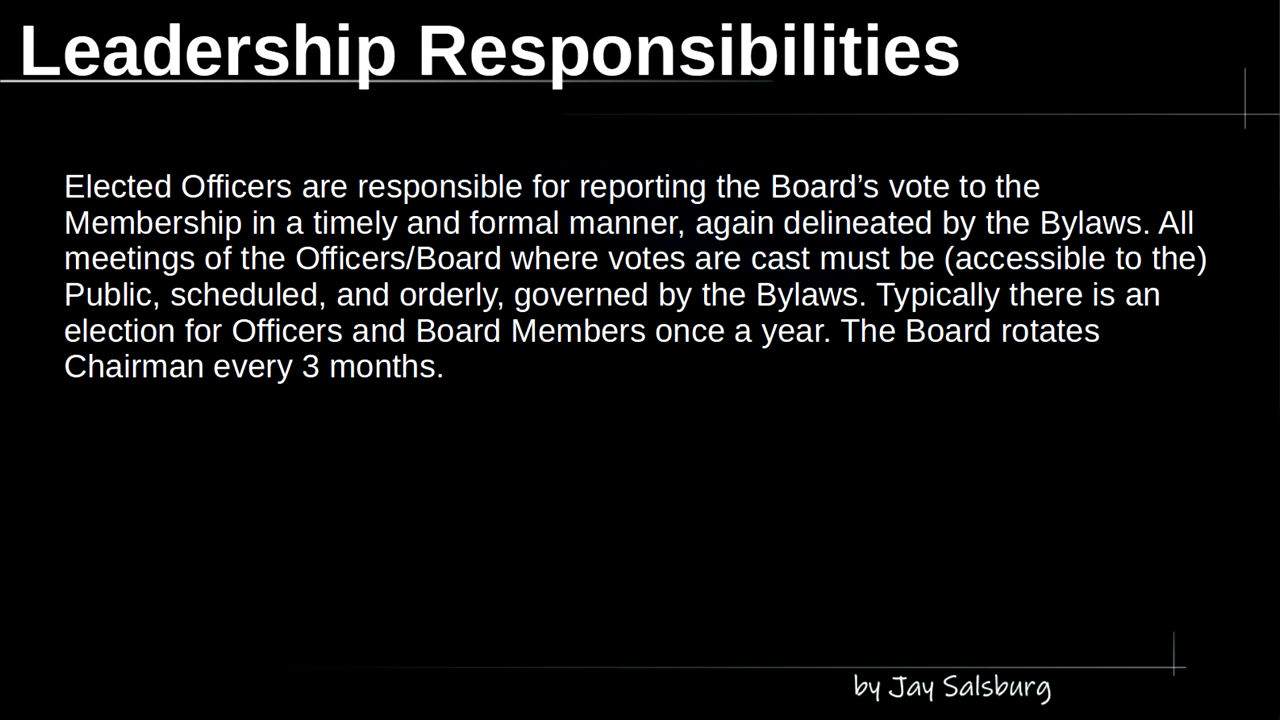 Leadership Responsibilities
Elected Officers are responsible for reporting the Board’s vote to the
Membership in a timely and formal manner, again delineated by the Bylaws. All
meetings of the Officers/Board where votes are cast must be (accessible to the)
Public, scheduled, and orderly, governed by the Bylaws. Typically there is an
election for Officers and Board Members once a year. The Board rotates
Chairman every 3 months.
by Jay Salsburg